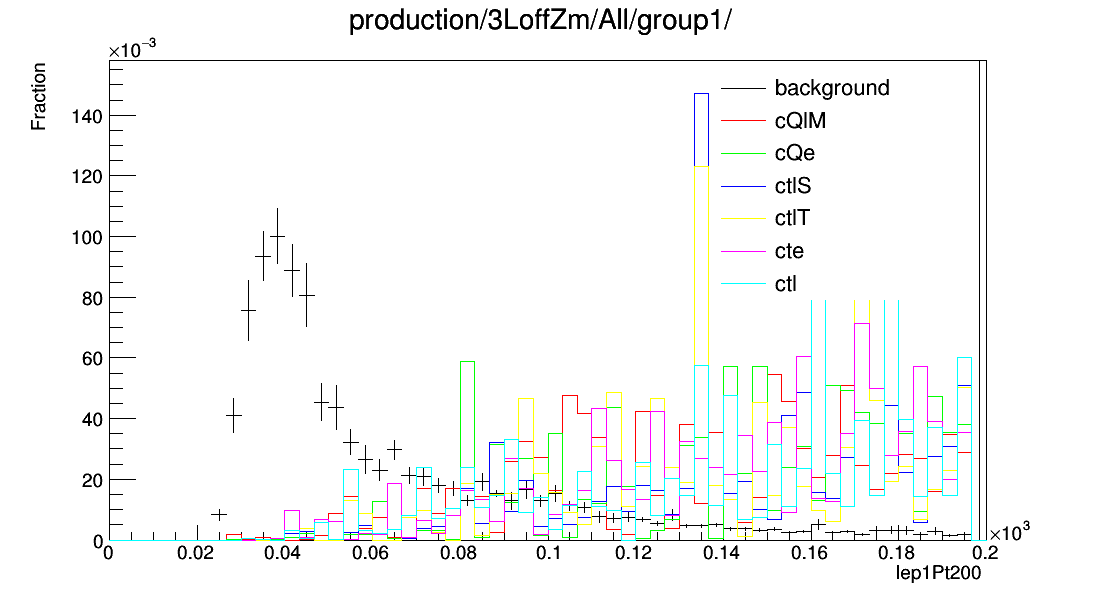 production/3LoffZm/All/group1/
×10⁻³
Fraction
background
cQlM
cQe
ctlS
ctlT
cte
ctl
140
120
100
80
60
40
20
0
0 0.02 0.04 0.06 0.08 0.1 0.12 0.14 0.16 0.18 0.2
×10³
lep1Pt200